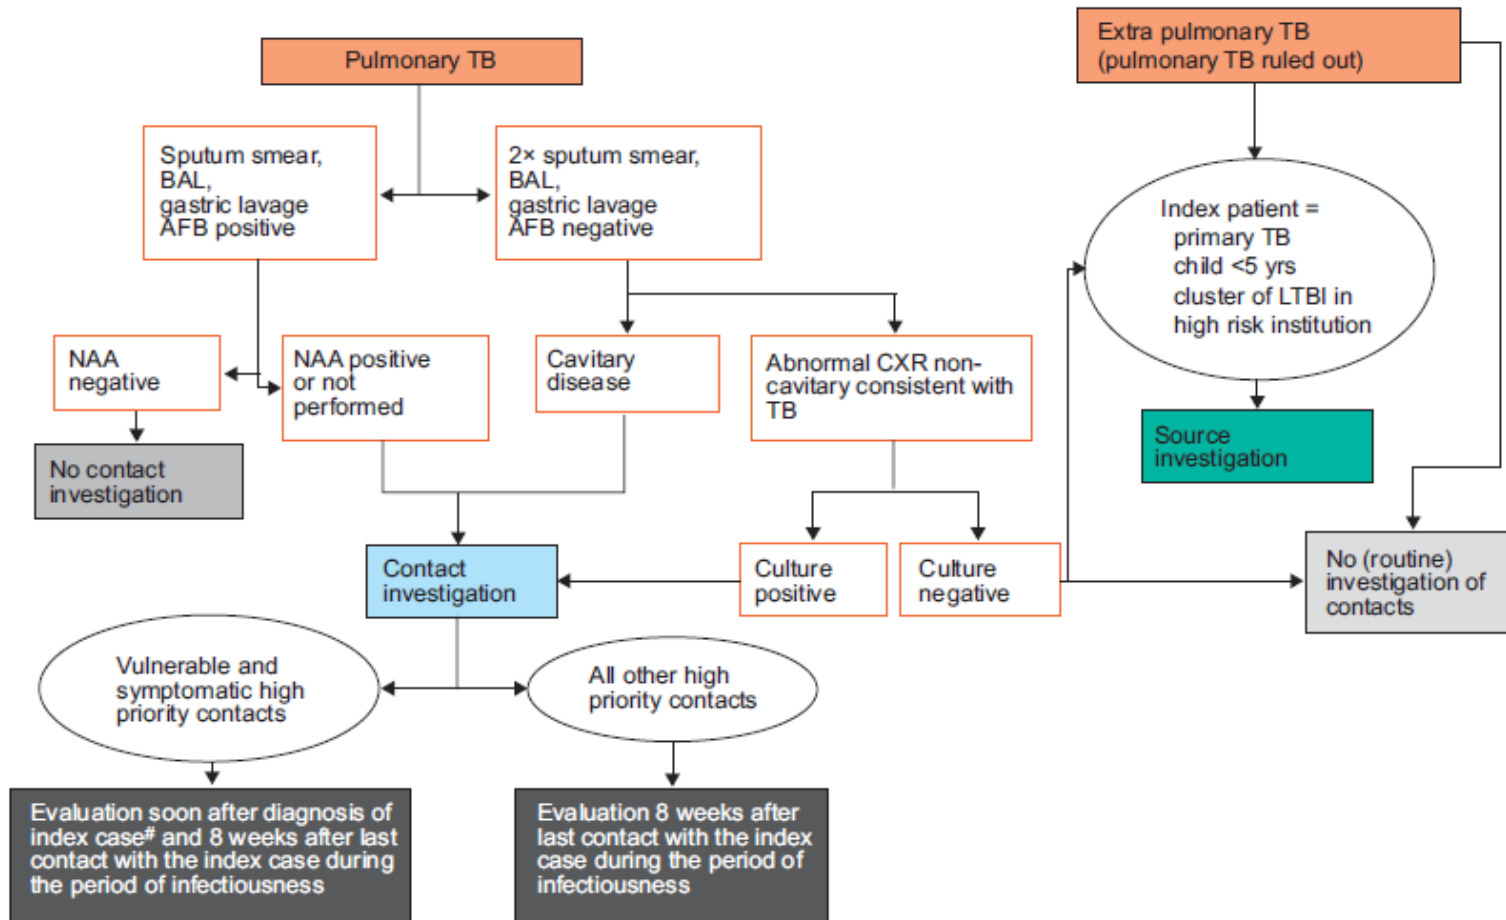 Pulmonary TB
Extra pulmonary TB
(pulmonary TB ruled out)
Sputum smear,
BAL,
gastric lavage
AFB positive
2× sputum smear,
BAL,
gastric lavage
AFB negative
Index patient =
primary TB
child <5 yrs
cluster of LTBI in
high risk institution
NAA
negative
NAA positive
or not
performed
Cavitary
disease
Abnormal CXR non-
cavitary consistent with
TB
Source
investigation
No contact
investigation
Contact
investigation
Culture
positive
Culture
negative
No (routine)
investigation of
contacts
Vulnerable and
symptomatic high
priority contacts
All other high
priority contacts
Evaluation soon after diagnosis of
index case# and 8 weeks after last
contact with the index case during
the period of infectiousness
Evaluation 8 weeks after
last contact with the index
case during the period of
infectiousness